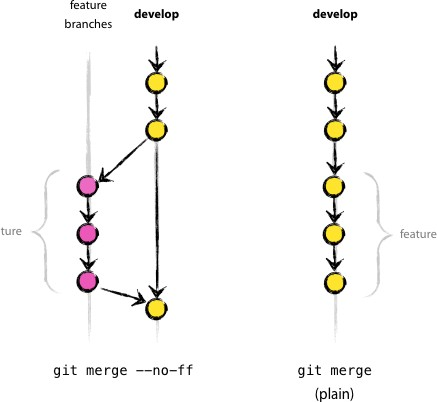 feature
branches
develop
develop
ture
feature
git merge --no-ff
git merge
(plain)